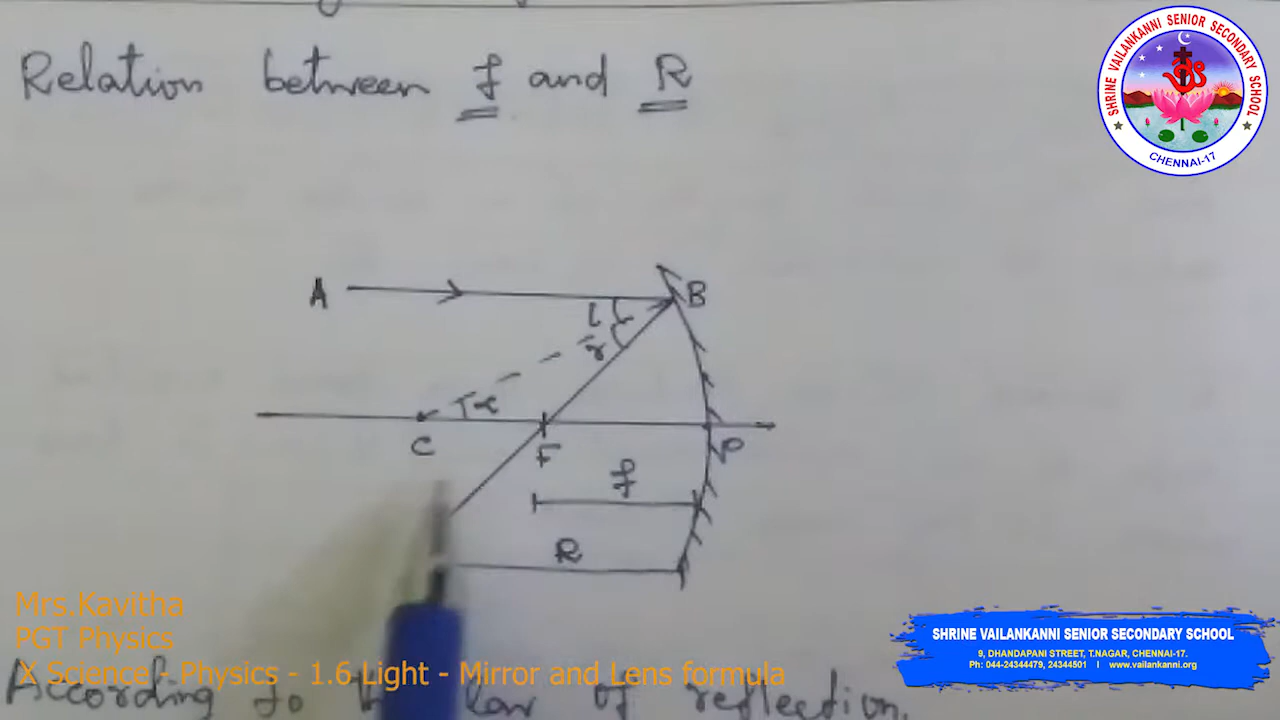 Relation between f and R
SHRINE VAILANKANNI SENIOR SECONDARY SCHOOL
CHENNAI-17
A
B
i
r
C
F
P
f
R
Mrs.Kavitha
PGT Physics
X Science - Physics - 1.6 Light - Mirror and Lens formula
According to law of reflection.
SHRINE VAILANKANNI SENIOR SECONDARY SCHOOL
9, DHANDAPANI STREET, T.NAGAR, CHENNAI-17.
Ph: 044-24344479, 24344501 | www.vailankanni.org